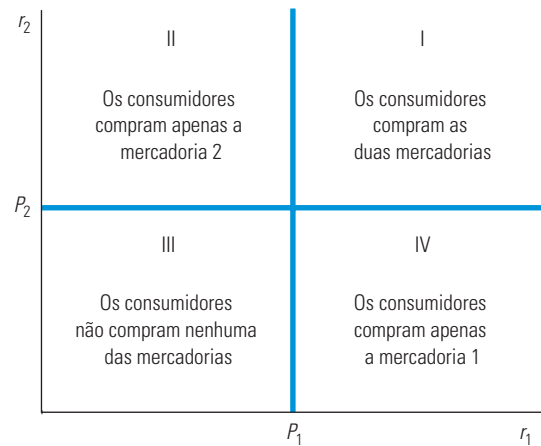 r2
II
Os consumidores
compram apenas a
mercadoria 2
I
Os consumidores
compram as
duas mercadorias
P2
III
Os consumidores
não compram nenhuma
das mercadorias
IV
Os consumidores
compram apenas
a mercadoria 1
P1
r1